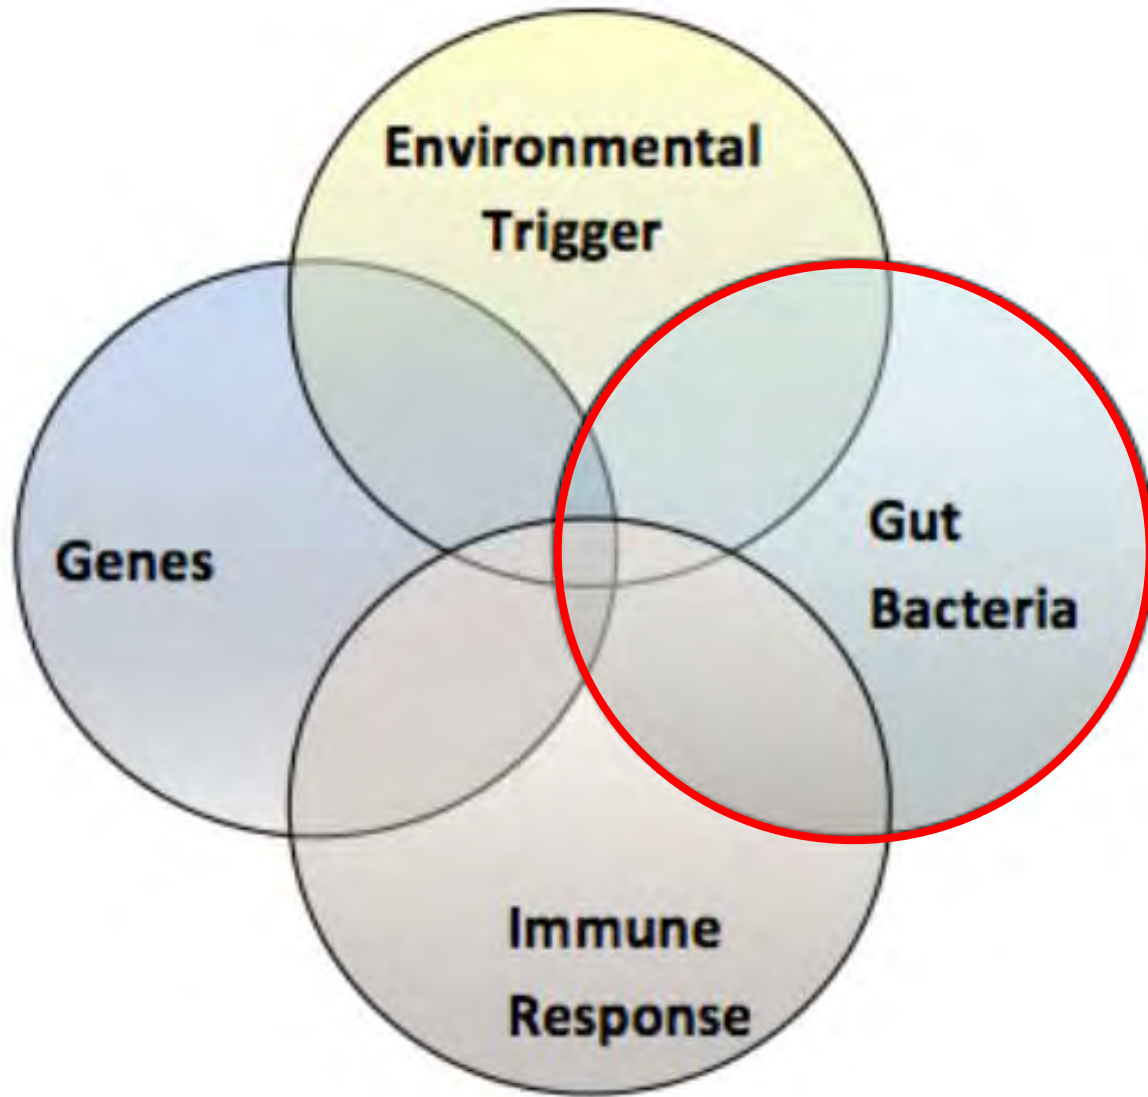 Environmental
Trigger
Genes
Gut
Bacteria
Immune
Response